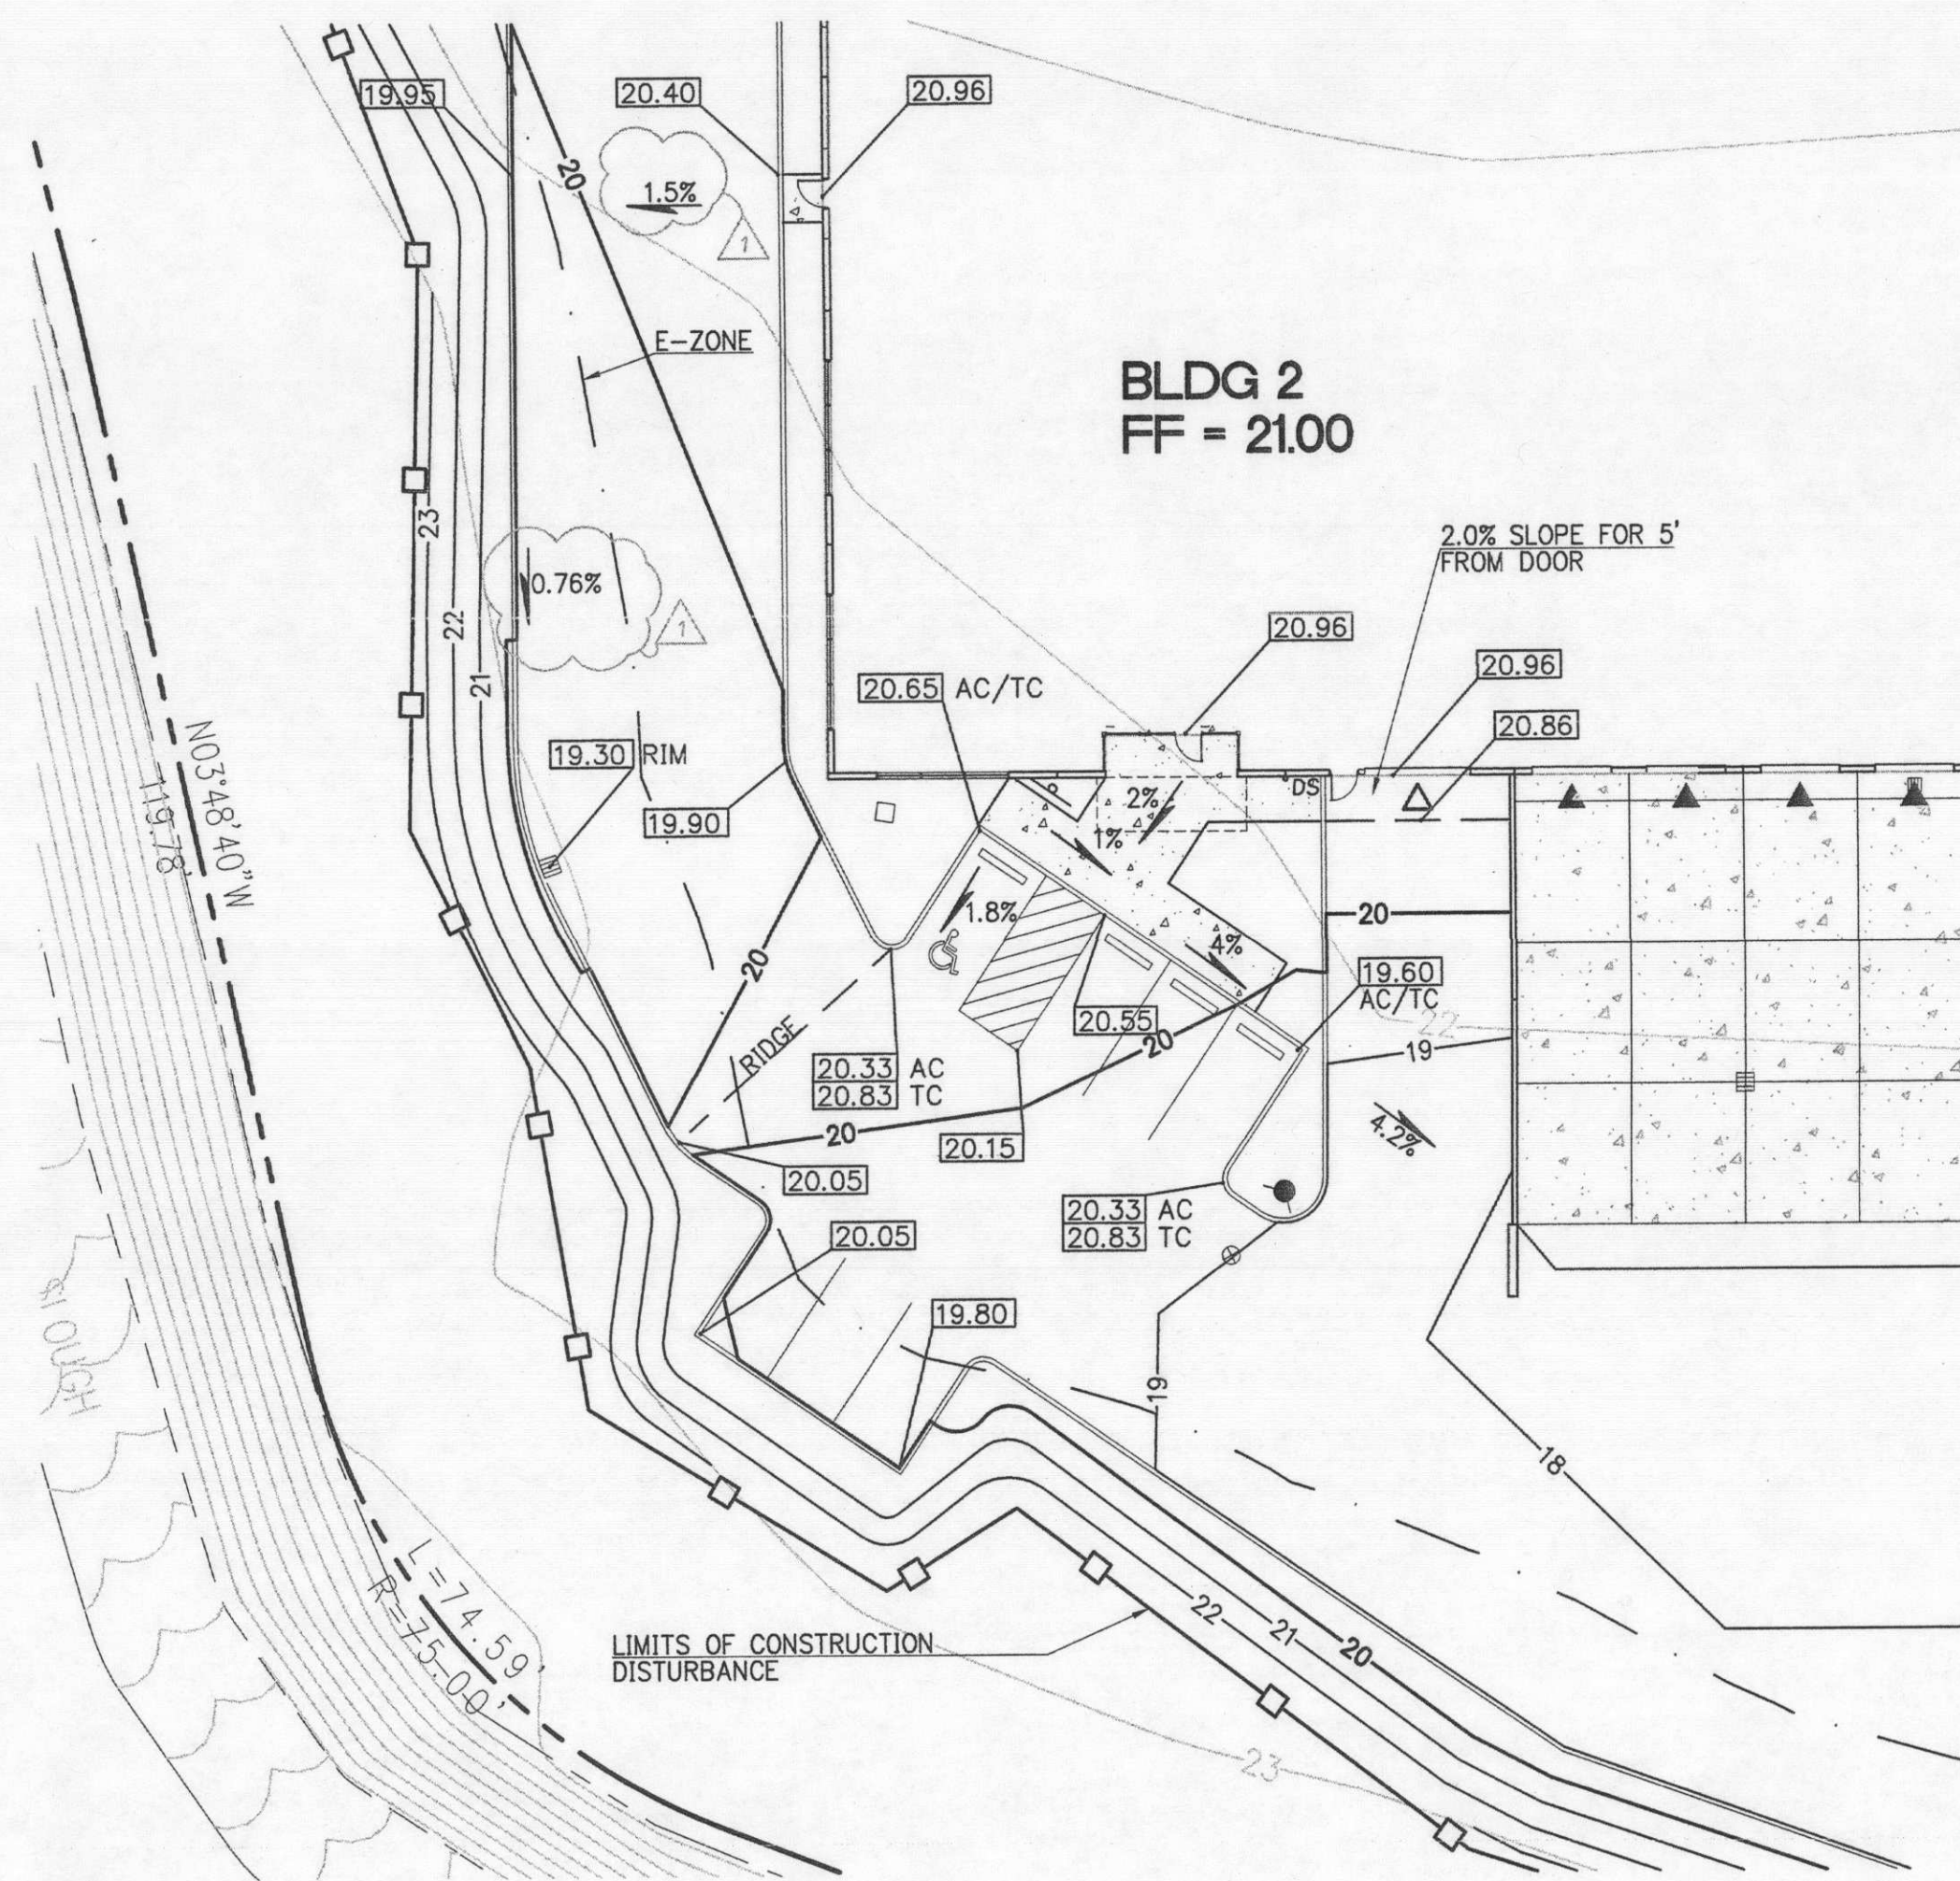 19.95
20.40
20.96
20
1.5%
1
E-ZONE
BLDG 2
FF = 21.00
23
2.0% SLOPE FOR 5'
FROM DOOR
0.76%
1
22
21
20.96
20.96
20.65 AC/TC
20.86
N03°48'40"W
119.78'
19.30 RIM
19.90
DS
2%
1%
1.8%
20
4%
20
19.60
AC/TC
20.55
22
20
19
RIDGE
20.33 AC
20.83 TC
20
20.15
4.2%
20.05
20.33 AC
20.83 TC
20.05
19.80
SLOUGH
19
18
L=74.59'
R=75.00'
22
21
20
LIMITS OF CONSTRUCTION
DISTURBANCE
23